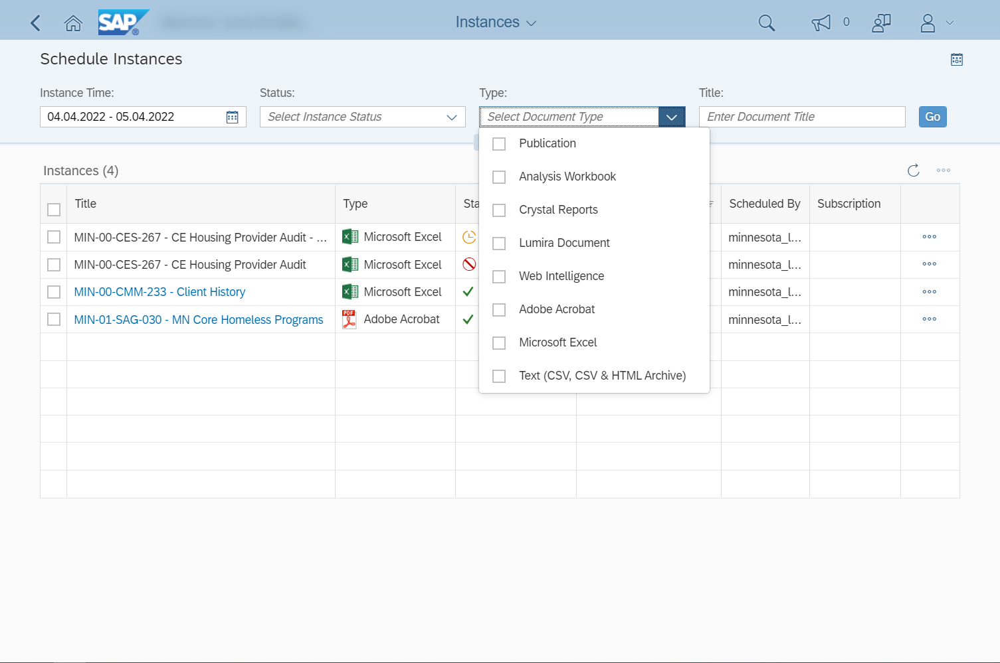 SAP®
Instances
0
Schedule Instances
Instance Time:
Status:
Type:
Title:
04.04.2022 - 05.04.2022
Select Instance Status
Select Document Type
Enter Document Title
Go
Publication
Analysis Workbook
Crystal Reports
Lumira Document
Web Intelligence
Adobe Acrobat
Microsoft Excel
Text (CSV, CSV & HTML Archive)
Instances (4)
Title
Type
Sta
Scheduled By
Subscription
MIN-00-CES-267 - CE Housing Provider Audit - ...
Microsoft Excel
minnesota_l...
MIN-00-CES-267 - CE Housing Provider Audit
Microsoft Excel
minnesota_l...
MIN-00-CMM-233 - Client History
Microsoft Excel
minnesota_l...
MIN-01-SAG-030 - MN Core Homeless Programs
PDF
Adobe Acrobat
minnesota_l...